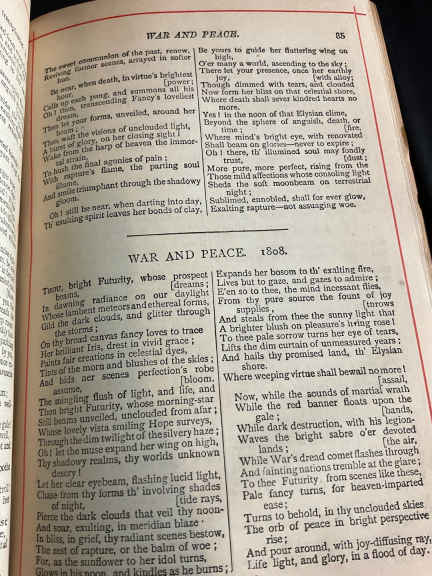 WAR AND PEACE. 85
The sweet communion of the past, renew,
Reviving former scenes, arrayed in softer
hue.
Be near, when death, in virtue's brightest
hour, [power;
Calls up each young, and summons all his
Oh! then, transcending Fancy's loveliest
dream,
Then let your forms, unveiled, around her
beam;
Then wait the visions of unclouded light,
A burst of glory, on her closing sight!
Wake from the harp of heaven the immor-
tal strain,
To hush the final agonies of pain;
With rapture's flame, the parting soul
illume,
And smile triumphant through the shadowy
gloom.
Oh! still be near, when darting into day,
Th' exulting spirit leaves her bonds of clay,
Be yours to guide her fluttering wing on
high,
O'er many a world, ascending to the sky;
There let your presence, once her earthly
joy, [with alloy;
Though dimmed with tears, and clouded
Now form her bliss on that celestial shore,
Where death shall sever kindred hearts no
more.
Yes! in the noon of that Elysian clime,
Beyond the sphere of anguish, death, or
time; [fire,
Where mind's bright eye, with renovated
Shall beam on glories—never to expire;
Oh! there, th' illumined soul may fondly
trust, [dust;
More pure, more perfect, rising from the
Those mild affections whose consoling light
Sheds the soft moonbeam on terrestrial
night;
Sublimed, ennobled, shall for ever glow,
Exalting rapture—not assuaging woe.
WAR AND PEACE. 1808.
Thou, bright Futurity, whose prospect
beams, [dreams;
In dawning radiance on our daylight
Whose lambent meteors and ethereal forms,
Gild the dark clouds, and glitter through
the storms;
On thy broad canvas fancy loves to trace
Her brilliant Iris, drest in vivid grace;
Paints fair creations in celestial dyes,
Tints of the morn and blushes of the skies;
And bids her scenes perfection's robe
assume, [bloom.
The mingling flush of light, and life, and
Thou bright Futurity, whose morning-star
Still beams unveiled, unclouded from afar;
Whose lovely vista smiling Hope surveys,
Through the dim twilight of the silvery haze;
Oh! let the muse expand her wing on high,
Thy shadowy realms, thy worlds unknown
descry!
Let her clear eyebeam, flashing lucid light,
Chase from thy forms th' involving shades
of night, [tide rays,
Pierce the dark clouds that veil thy noon-
And soar, exulting, in meridian blaze
In bliss, in grief, thy radiant scenes bestow,
The zest of rapture, or the balm of woe;
For, as the sunflower to her idol turns,
Glows in his noon, and kindles as he burns;
Expands her bosom to th' exalting fire,
Lives but to gaze, and gazes to admire;
E'en so to thee, the mind incessant flies,
From thy pure source the fount of joy
supplies, [throws
And steals from thee the sunny light that
A brighter blush on pleasure's living rose!
To thee pale sorrow turns her eye of tears,
Lifts the dim curtain of unmeasured years;
And hails thy promised land, th' Elysian
shore,
Where weeping virtue shall bewail no more!
[assail,
Now, while the sounds of martial wrath
While the red banner floats upon the
gale; [bands,
While dark destruction, with his legion-
Waves the bright sabre o'er devoted
lands; [the air,
While War's dread comet flashes through
And fainting nations tremble at the glare;
To thee Futurity from scenes like these,
Pale fancy turns, for heaven-imparted
ease;
Turns to behold, in thy unclouded skies
The orb of peace in bright perspective
rise;
And pour around, with joy-diffusing ray,
Life, light, and glory, in a flood of day.